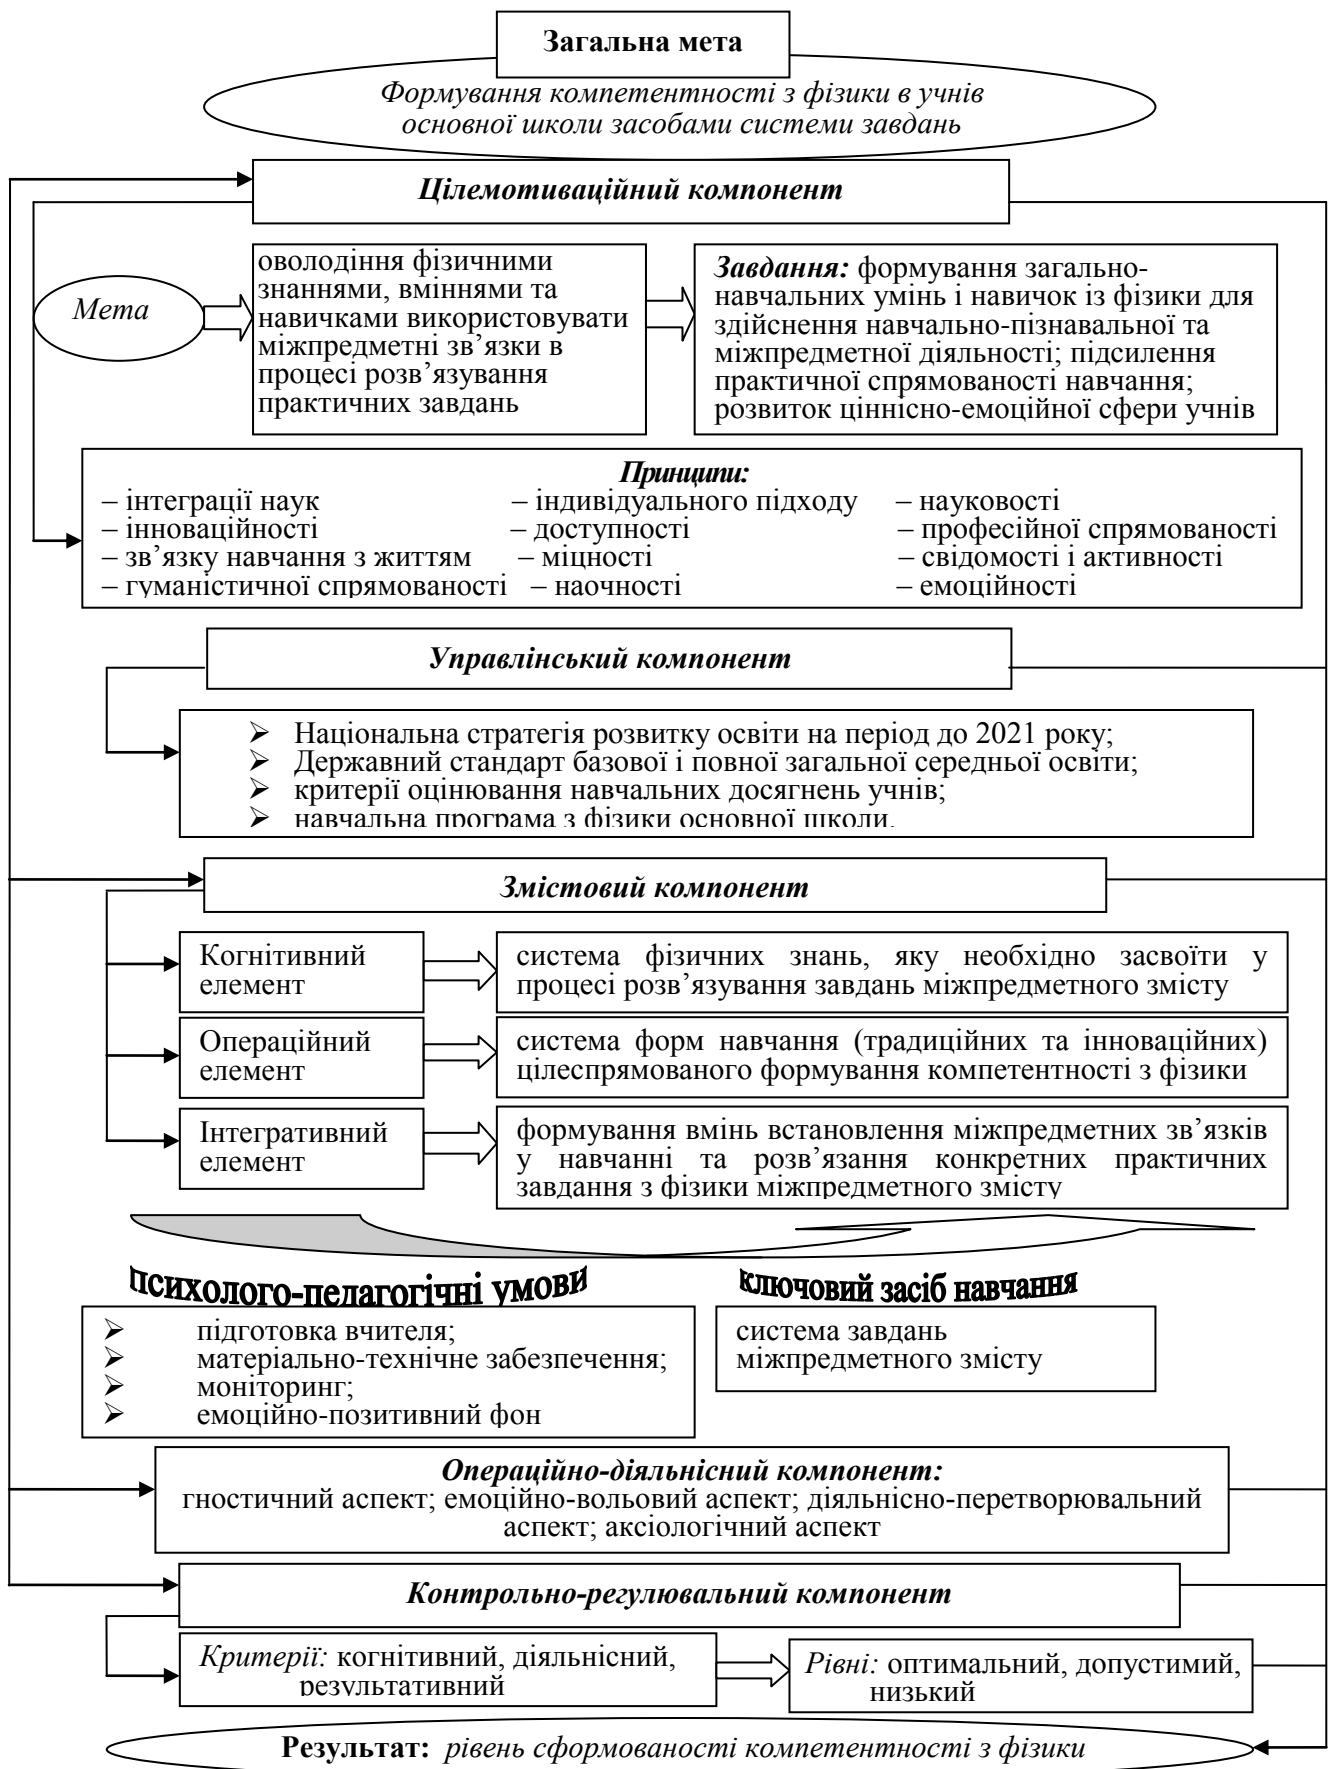 Загальна мета
Формування компетентності з фізики в учнів
основної школи засобами системи завдань
Цілемотиваційний компонент
Мета
оволодіння фізичними
знаннями, вміннями та
навичками використовувати
міжпредметні зв’язки в
процесі розв’язування
практичних завдань
Завдання: формування загально-
навчальних умінь і навичок із фізики для
здійснення навчально-пізнавальної та
міжпредметної діяльності; підсилення
практичної спрямованості навчання;
розвиток ціннісно-емоційної сфери учнів
Принципи:
– інтеграції наук – індивідуального підходу – науковості
– інноваційності – доступності – професійної спрямованості
– зв’язку навчання з життям – міцності – свідомості і активності
– гуманістичної спрямованості – наочності – емоційності
Управлінський компонент
➢ Національна стратегія розвитку освіти на період до 2021 року;
➢ Державний стандарт базової і повної загальної середньої освіти;
➢ критерії оцінювання навчальних досягнень учнів;
➢ навчальна програма з фізики основної школи.
Змістовий компонент
Когнітивний
елемент
система фізичних знань, яку необхідно засвоїти у
процесі розв’язування завдань міжпредметного змісту
Операційний
елемент
система форм навчання (традиційних та інноваційних)
цілеспрямованого формування компетентності з фізики
Інтегративний
елемент
формування вмінь встановлення міжпредметних зв’язків
у навчанні та розв’язання конкретних практичних
завдання з фізики міжпредметного змісту
психолого-педагогічні умови
ключовий засіб навчання
➢ підготовка вчителя;
➢ матеріально-технічне забезпечення;
➢ моніторинг;
➢ емоційно-позитивний фон
система завдань
міжпредметного змісту
Операційно-діяльнісний компонент:
гностичний аспект; емоційно-вольовий аспект; діяльнісно-перетворювальний
аспект; аксіологічний аспект
Контрольно-регулювальний компонент
Критерії: когнітивний, діяльнісний,
результативний
Рівні: оптимальний, допустимий,
низький
Результат: рівень сформованості компетентності з фізики